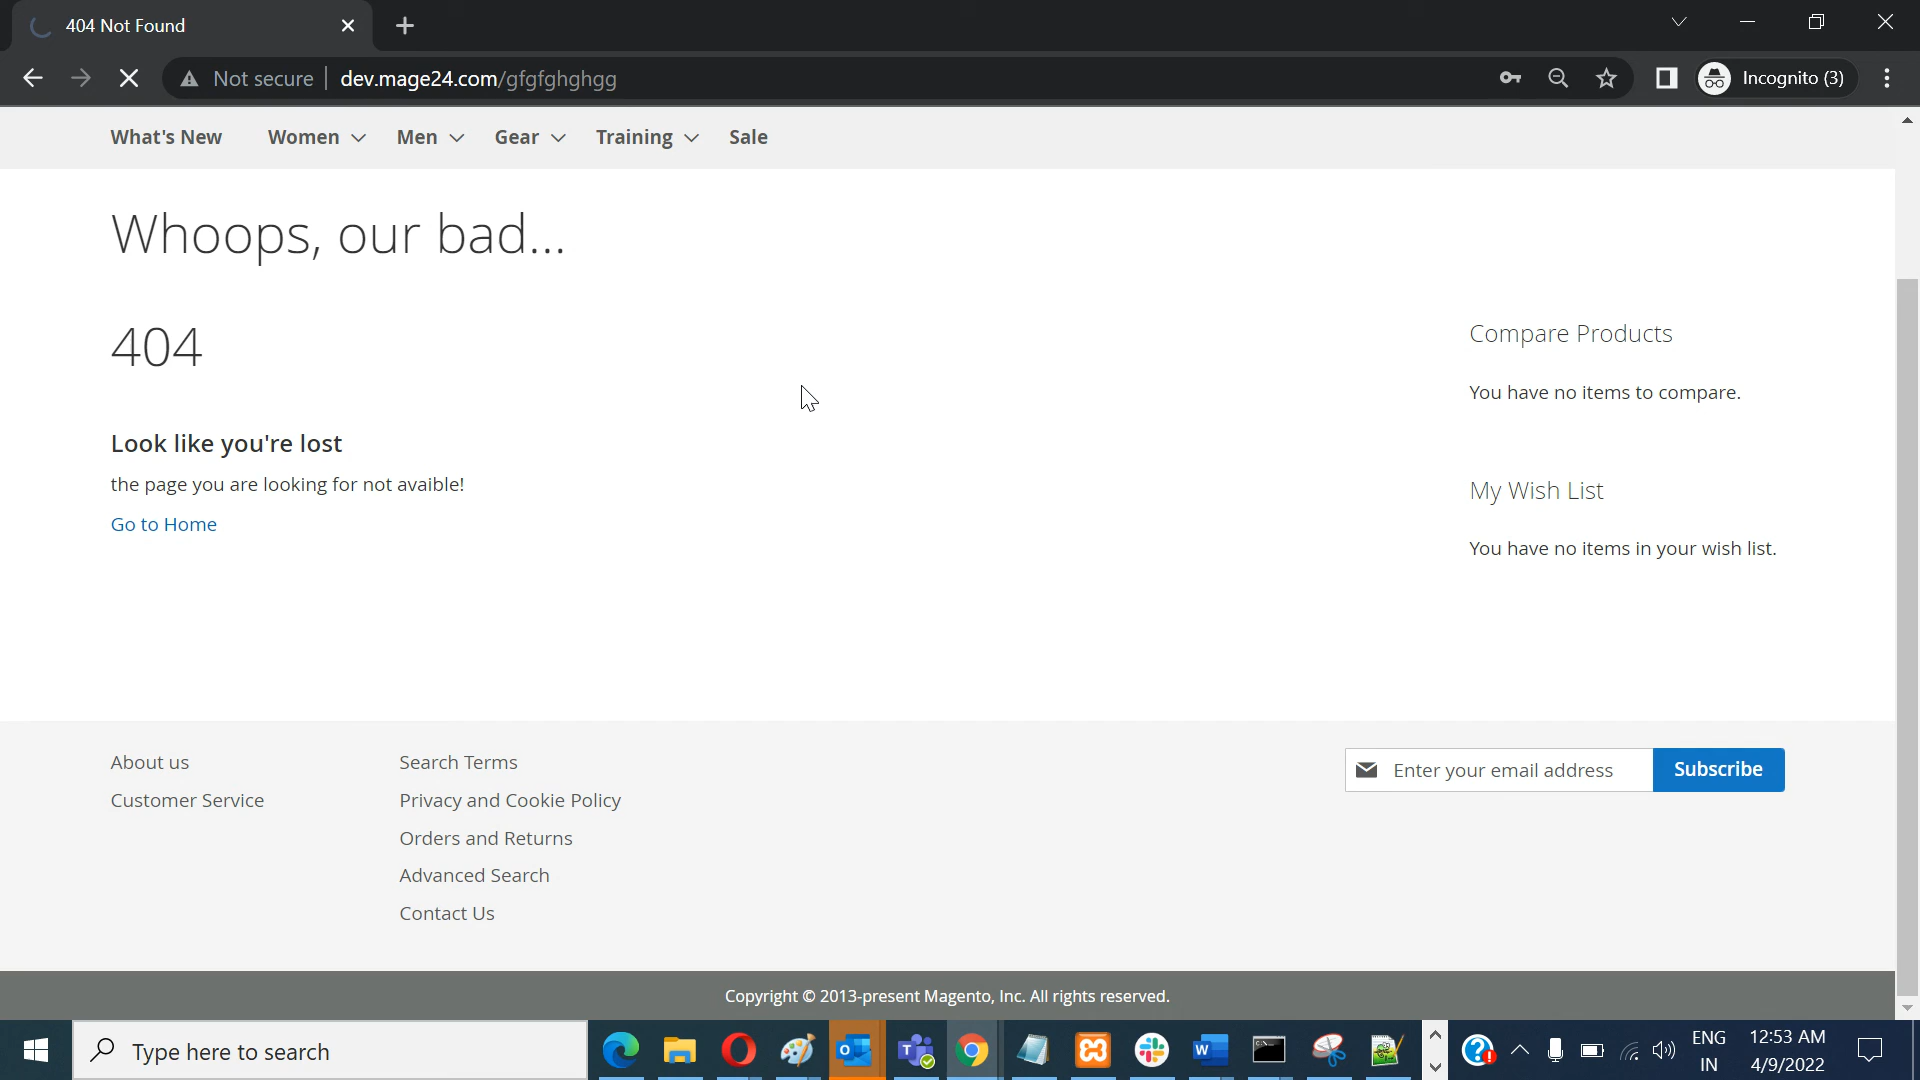 404 Not Found
Not secure dev.mage24.com/gfgfghghgg
Incognito (3)
What's New Women Men Gear Training Sale
Whoops, our bad...
404
Look like you're lost
the page you are looking for not avaible!
Go to Home
Compare Products
You have no items to compare.
My Wish List
You have no items in your wish list.
About us
Customer Service
Search Terms
Privacy and Cookie Policy
Orders and Returns
Advanced Search
Contact Us
Enter your email address Subscribe
Copyright © 2013-present Magento, Inc. All rights reserved.
Type here to search
ENG
IN
12:53 AM
4/9/2022